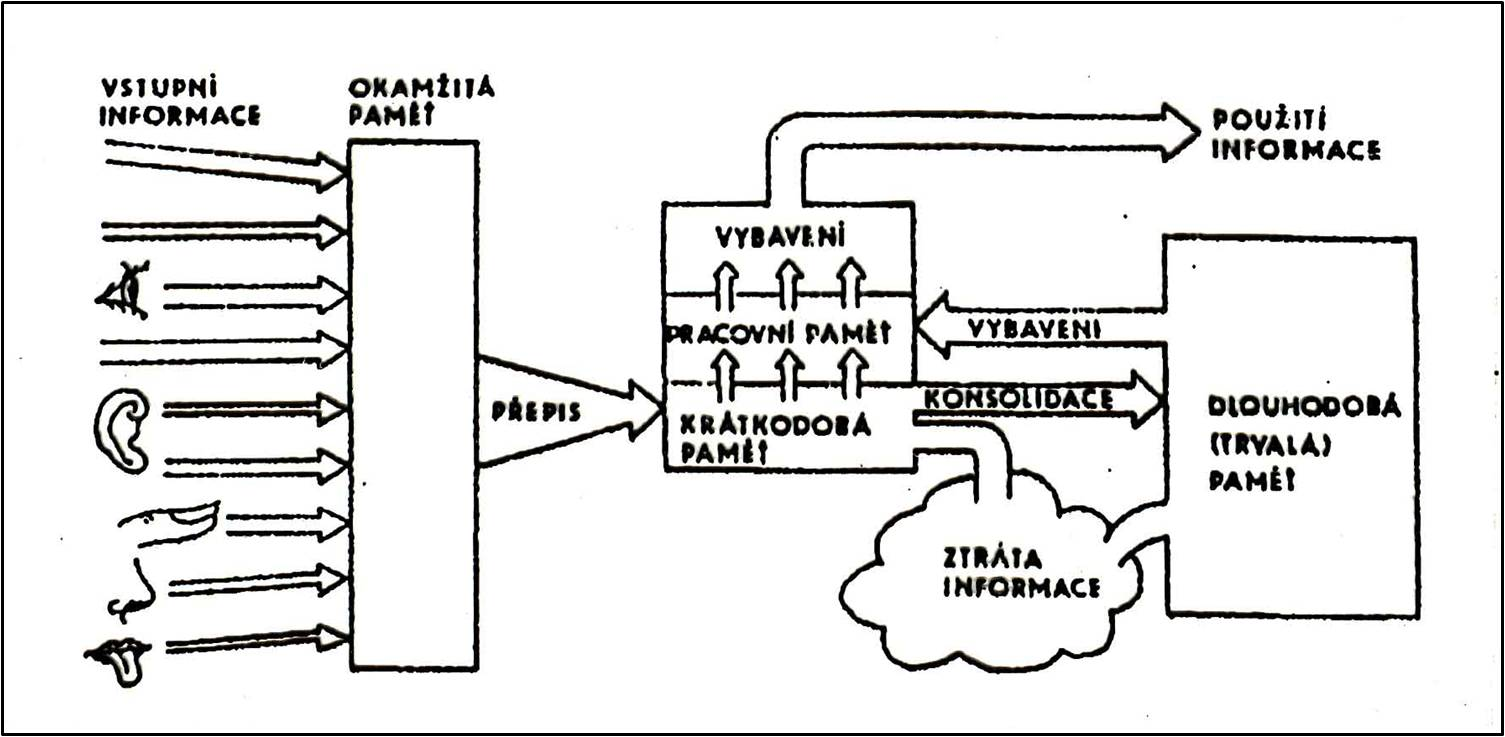 VSTUPNÍ
INFORMACE
OKAMŽITÁ
PAMĚŤ
PŘEPIS
VYBAVENÍ
PRACOVNÍ PAMĚŤ
KRÁTKODOBÁ
PAMĚŤ
POUŽITÍ
INFORMACE
VYBAVENÍ
KONSOLIDACE
DLOUHODOBÁ
(TRVALÁ)
PAMĚŤ
ZTRÁTA
INFORMACE